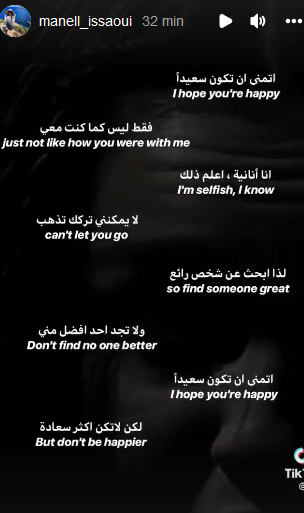 manell_issaoui 32 min
اتمنى ان تكون سعيداً
I hope you're happy
فقط ليس كما كنت معي
just not like how you were with me
انا أنانية ، اعلم ذلك
I'm selfish, I know
لا يمكنني تركك تذهب
can't let you go
لذا ابحث عن شخص رائع
so find someone great
ولا تجد احد افضل مني
Don't find no one better
اتمنى ان تكون سعيداً
I hope you're happy
لكن لاتكن اكثر سعادة
But don't be happier